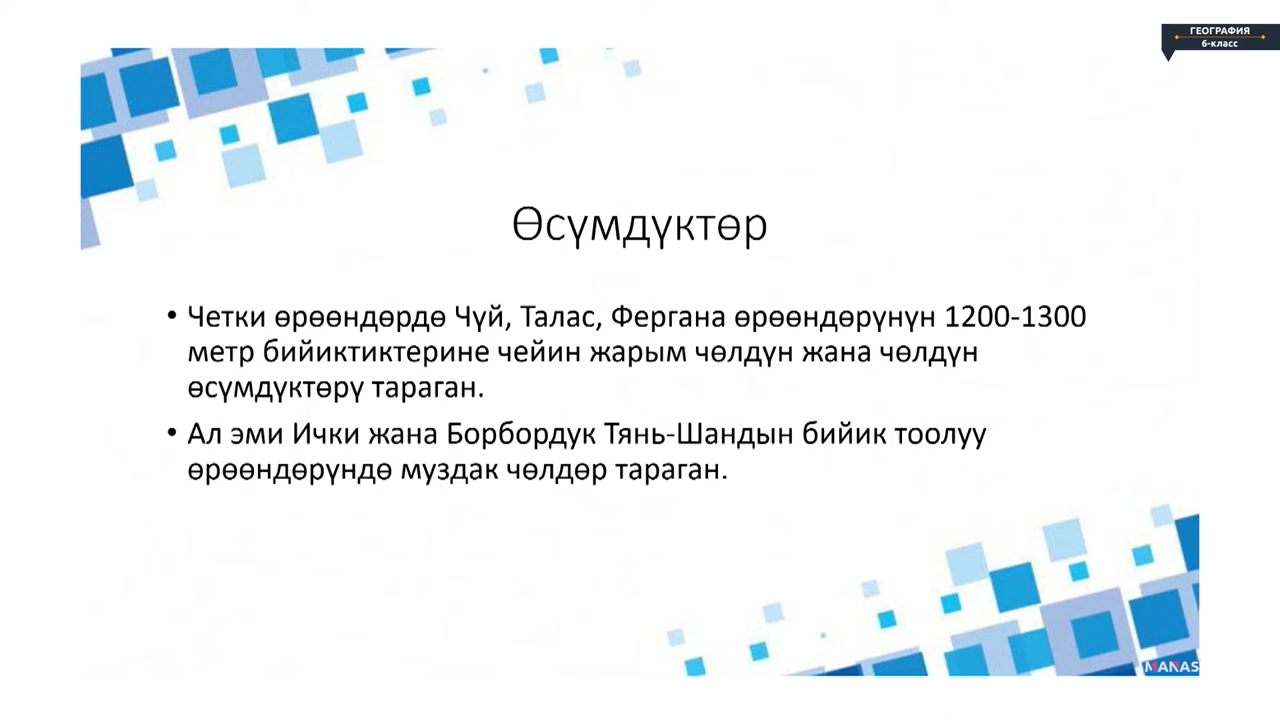 ГЕОГРАФИЯ
6-класс
Өсүмдүктөр
• Четки өрөөндөрдө Чүй, Талас, Фергана өрөөндөрүнүн 1200-1300
метр бийиктиктерине чейин жарым чөлдүн жана чөлдүн
өсүмдүктөрү тараган.
• Ал эми Ички жана Борбордук Тянь-Шандын бийик тоолуу
өрөөндөрүндө муздак чөлдөр тараган.
MANAS